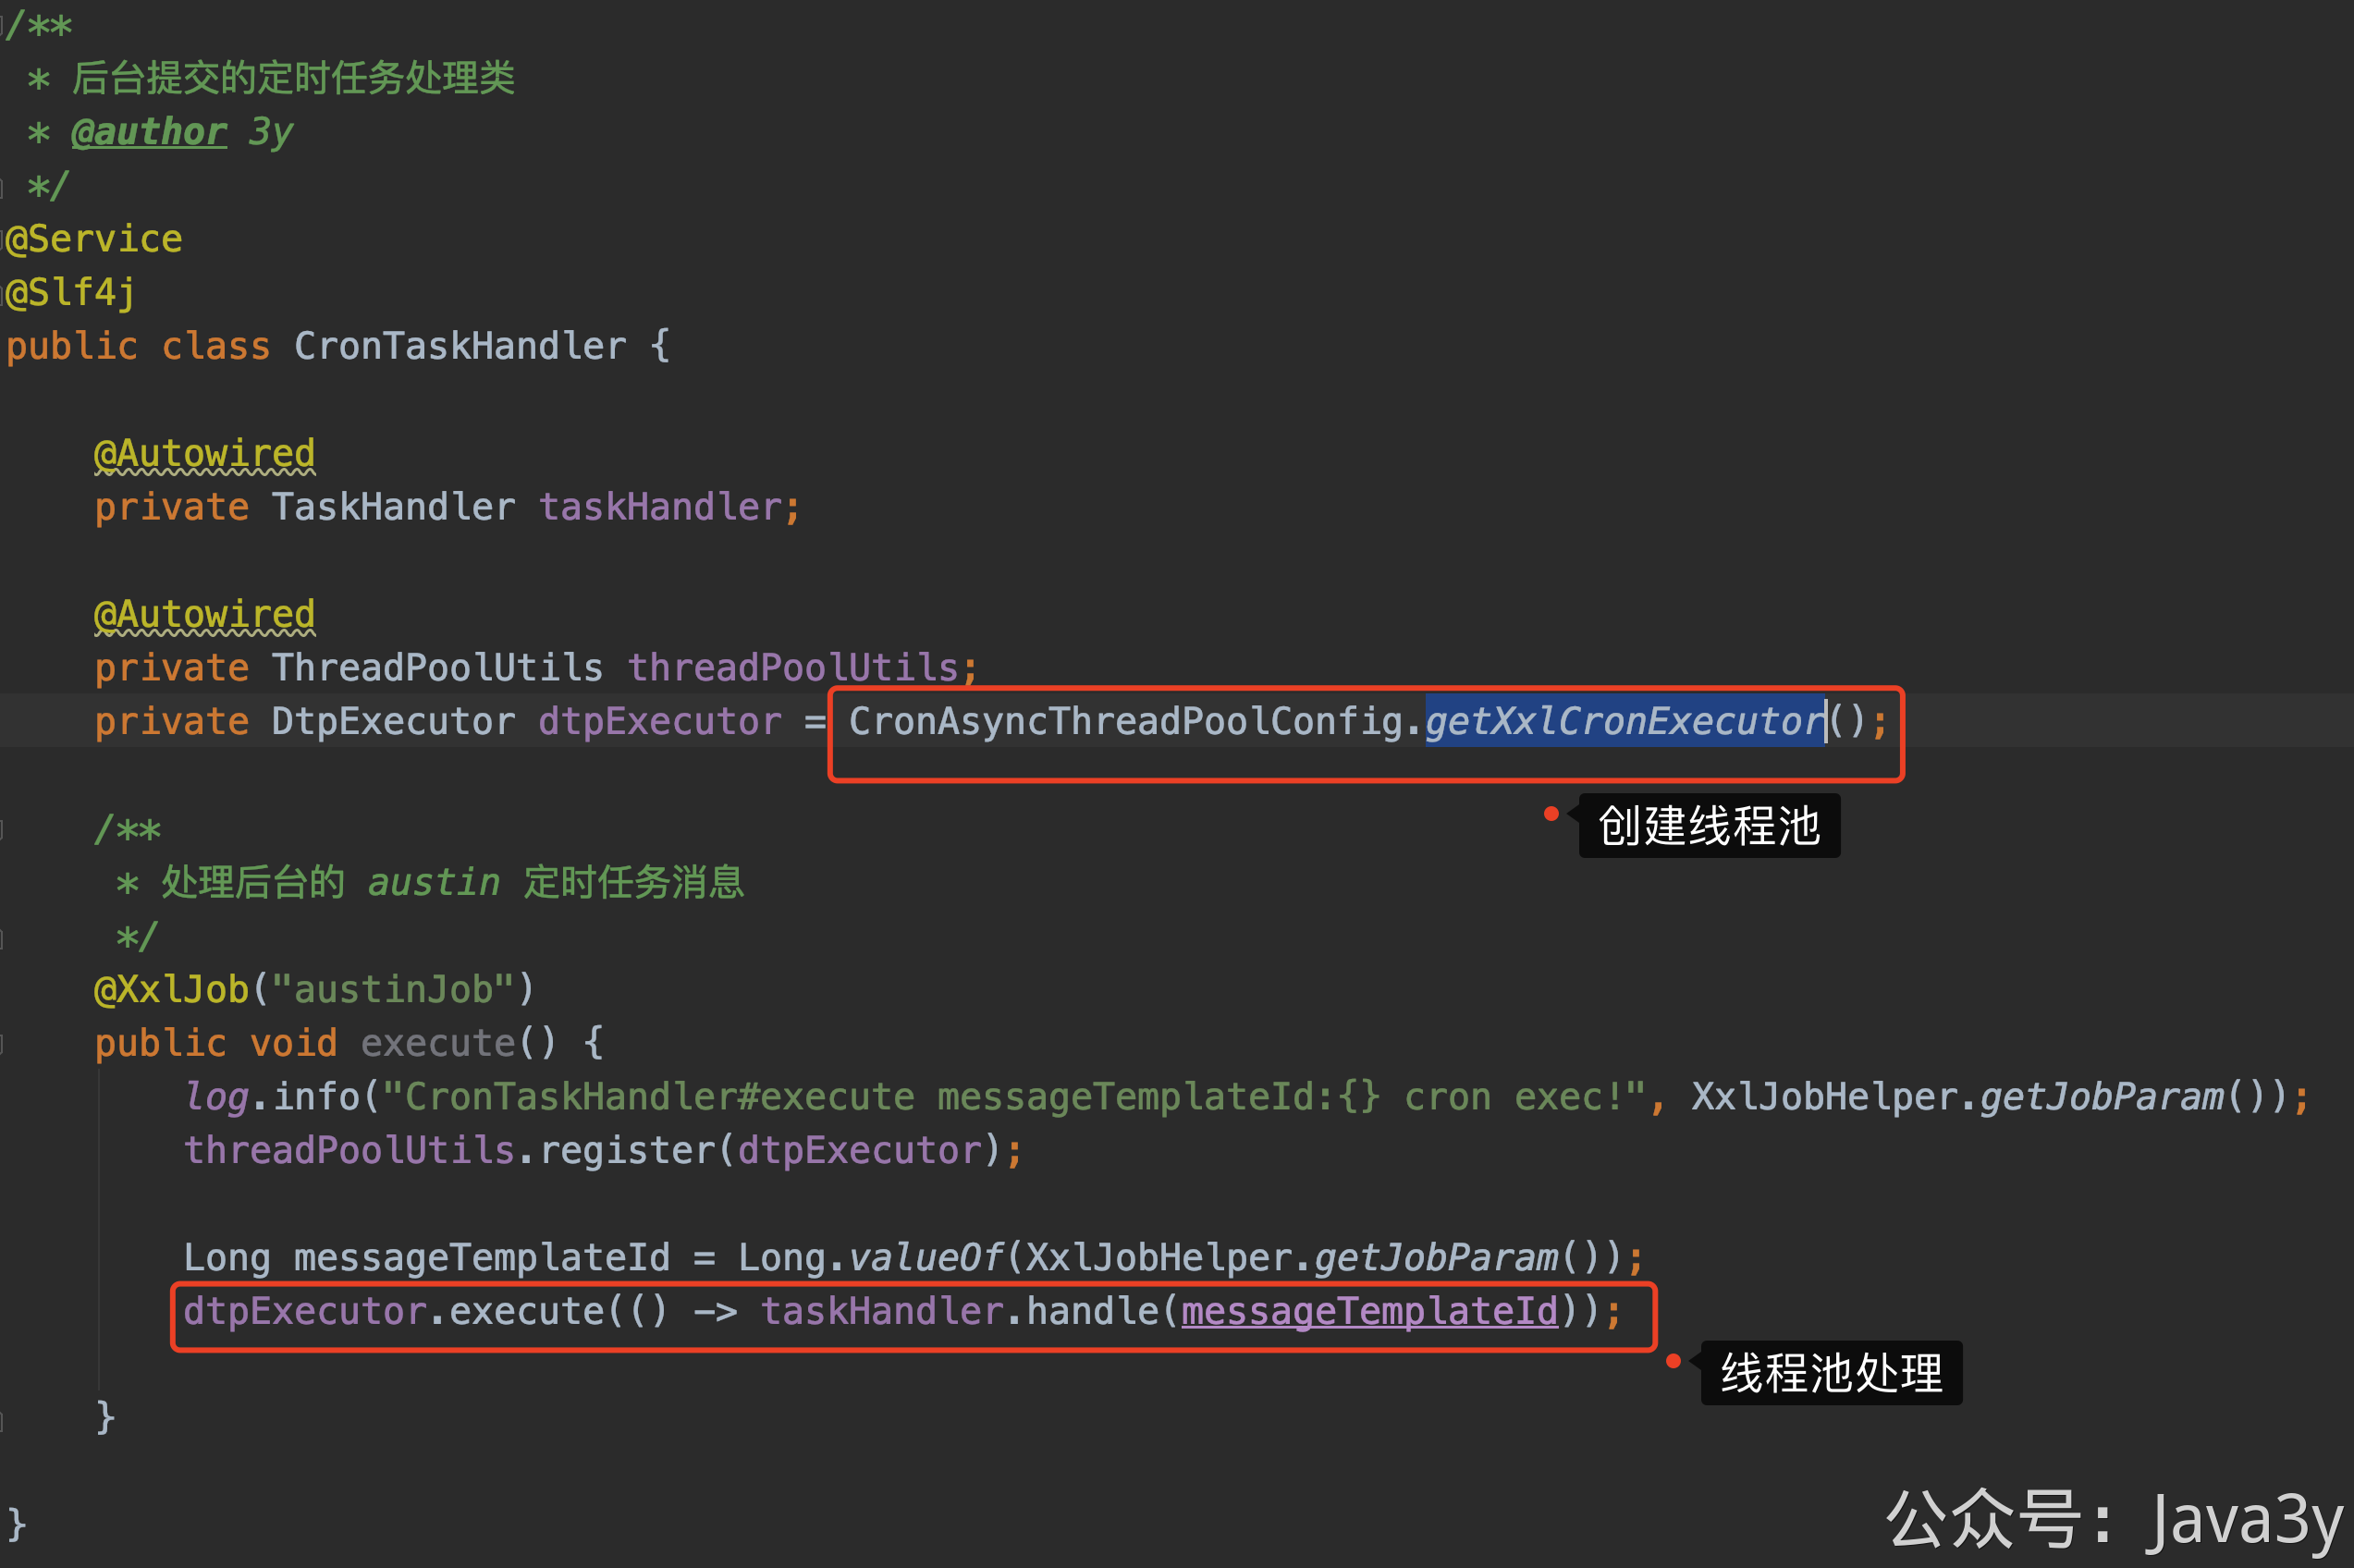 /**
 * 后台提交的定时任务处理类
 * @author 3y
 */
@Service
@Slf4j
public class CronTaskHandler {
    @Autowired
    private TaskHandler taskHandler;
    @Autowired
    private ThreadPoolUtils threadPoolUtils;
    private DtpExecutor dtpExecutor = CronAsyncThreadPoolConfig.getXxlCronExecutor();
创建线程池
    /**
     * 处理后台的 austin 定时任务消息
     */
    @XxlJob("austinJob")
    public void execute() {
        log.info("CronTaskHandler#execute messageTemplateId:{} cron exec!", XxlJobHelper.getJobParam());
        threadPoolUtils.register(dtpExecutor);
        Long messageTemplateId = Long.valueOf(XxlJobHelper.getJobParam());
        dtpExecutor.execute(() -> taskHandler.handle(messageTemplateId));
线程池处理
    }
}
公众号：Java3y